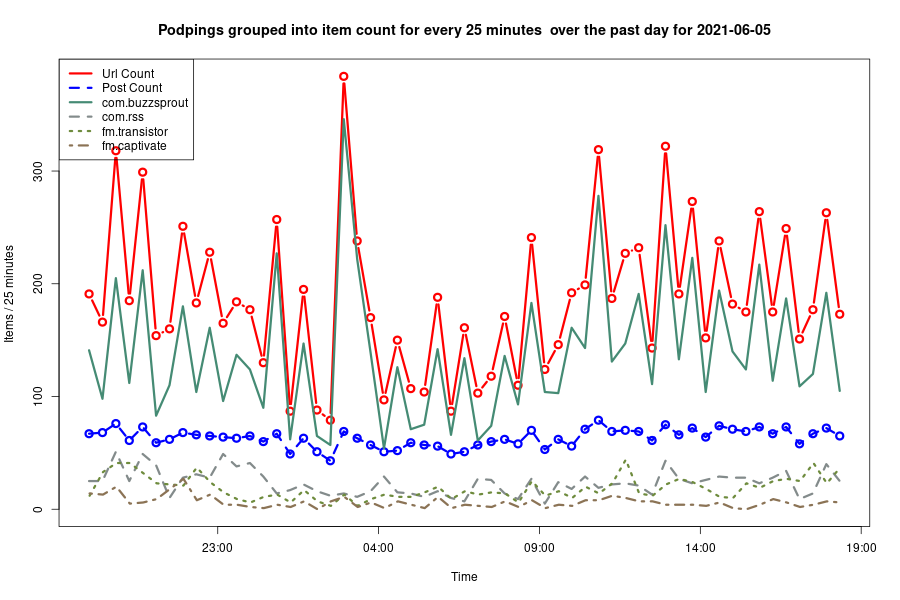 Podpings grouped into item count for every 25 minutes  over the past day for 2021-06-05
Url Count
Post Count
com.buzzsprout
com.rss
fm.transistor
fm.captivate
Items / 25 minutes
0
100
200
300
23:00
04:00
09:00
14:00
19:00
Time